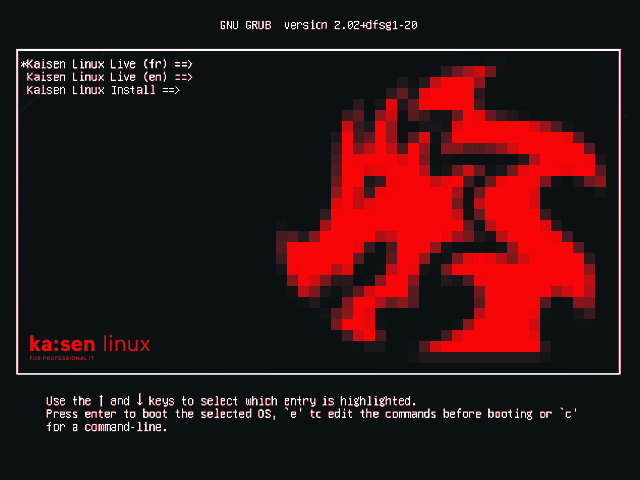 GNU GRUB  version 2.02+dfsg1-20
*Kaisen Linux Live (fr) ==>
Kaisen Linux Live (en) ==>
Kaisen Linux Install ==>
ka:sen linux
FOR PROFESSIONAL IT
Use the ↑ and ↓ keys to select which entry is highlighted.
Press enter to boot the selected OS, `e' to edit the commands before booting or `c'
for a command-line.